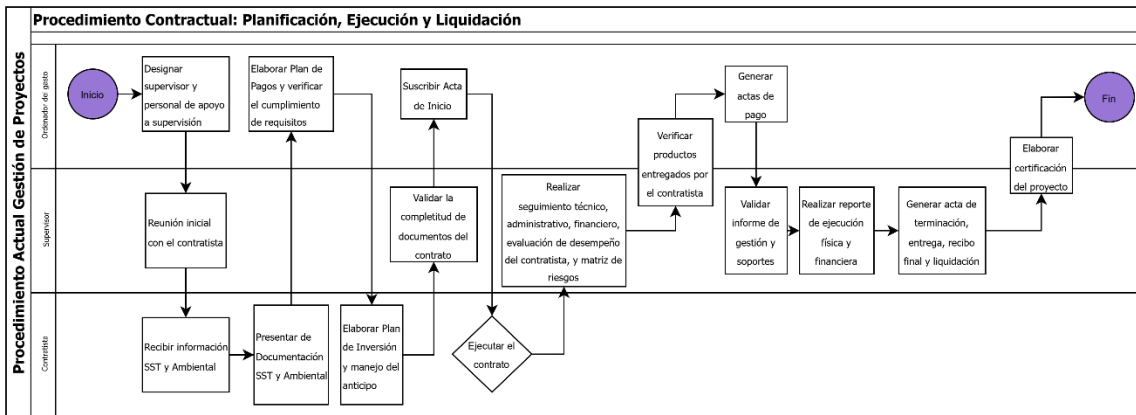 Procedimiento Contractual: Planificación, Ejecución y Liquidación
Procedimiento Actual Gestión de Proyectos
Ordenador del gasto
Inicio
Designar
supervisor y
personal de apoyo
a supervisión
Elaborar Plan de
Pagos y verificar
el cumplimiento
de requisitos
Suscribir Acta
de Inicio
Verificar
productos
entregados por
el contratista
Generar
actas de
pago
Elaborar
certificación
del proyecto
Fin
Supervisor
Reunión inicial
con el contratista
Validar la
completitud de
documentos del
contrato
Realizar
seguimiento técnico,
administrativo, financiero,
evaluación de desempeño
del contratista, y matriz de
riesgos
Validar
informe de
gestión y
soportes
Realizar reporte
de ejecución
física y
financiera
Generar acta de
terminación,
entrega, recibo
final y liquidación
Contratista
Recibir información
SST y Ambiental
Presentar de
Documentación
SST y Ambiental
Elaborar Plan
de Inversión
y manejo del
anticipo
Ejecutar el
contrato